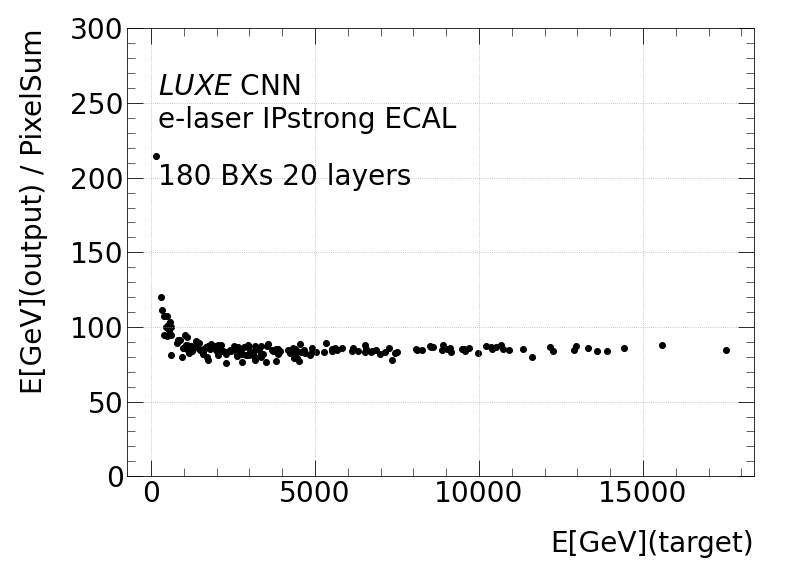 300
250
200
150
100
50
0
E[GeV](output) / PixelSum
LUXE CNN
e-laser IPstrong ECAL
180 BXs 20 layers
0 5000 10000 15000
E[GeV](target)